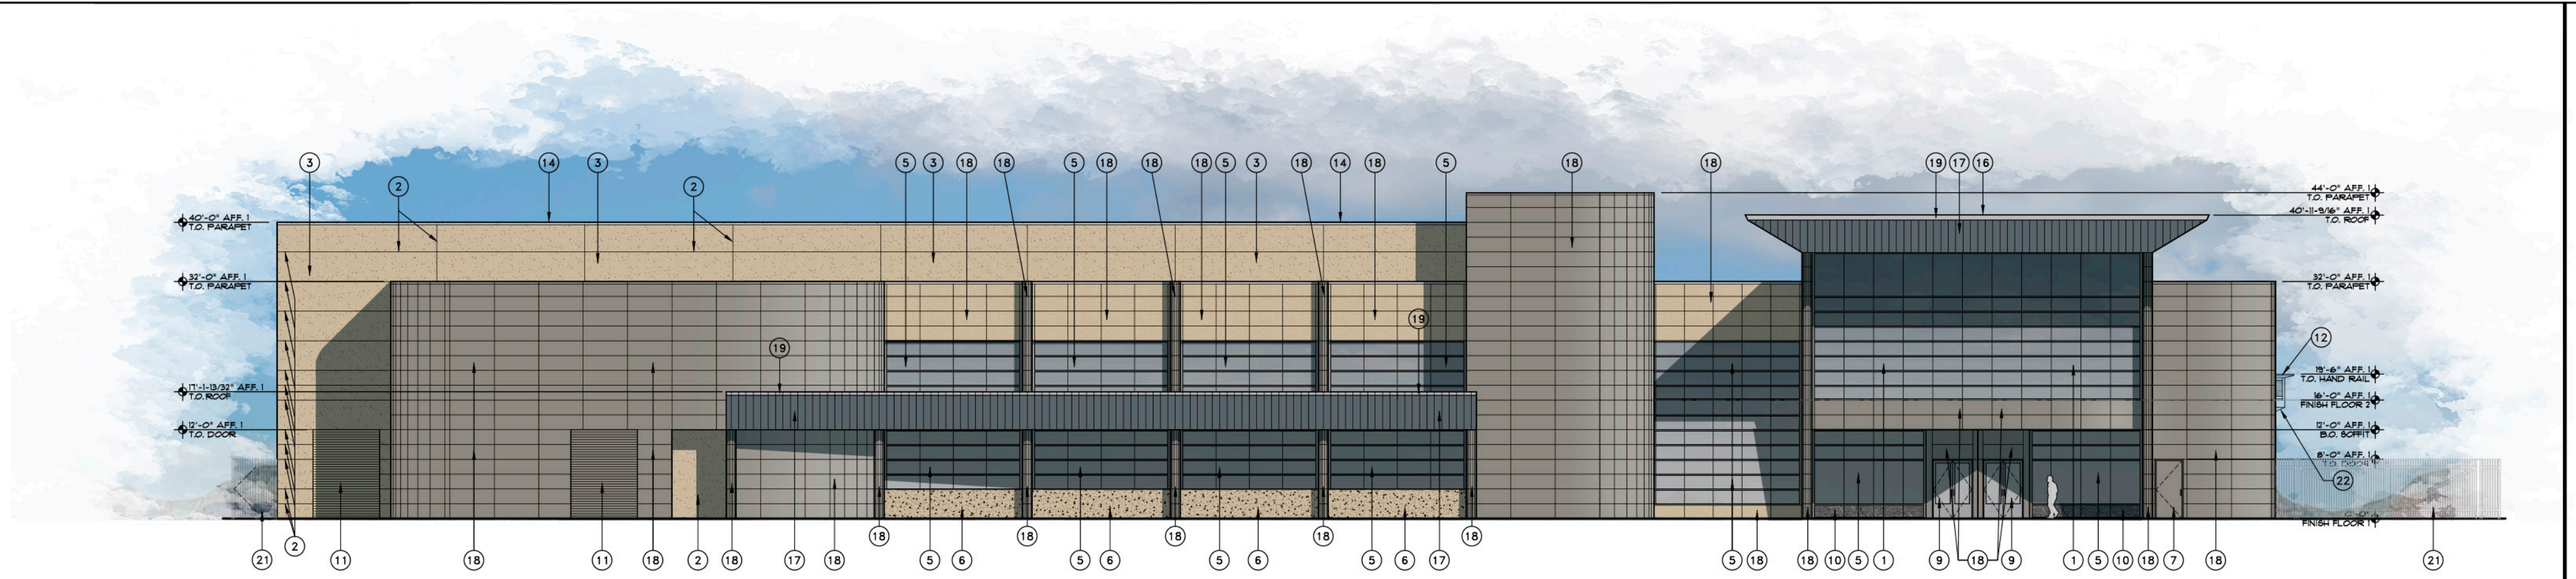 3 14 3 5 3 18 18 5 18 18 18 5 3 18 14 18 5 18 18 19 17 16
2 2
40'-0" AFF. 1
T.O. PARAPET
44'-0" AFF. 1
T.O. PARAPET
40'-11-9/16" AFF. 1
T.O. ROOF
32'-0" AFF. 1
T.O. PARAPET
32'-0" AFF. 1
T.O. PARAPET
19
19
12
17'-1-13/32" AFF. 1
T.O. ROOF
19'-6" AFF. 1
T.O. HAND RAIL
16'-0" AFF. 1
FINISH FLOOR 2
12'-0" AFF. 1
T.O. DOOR
12'-0" AFF. 1
B.O. SOFFIT
8'-0" AFF. 1
T.O. DOOR
22
FINISH FLOOR 1
2 18 18 18 18 18
21 11 18 11 18 2 18 17 18 5 6 5 6 5 6 5 6 17 5 18 18 10 5 1 9 18 9 1 5 10 18 7 18 21